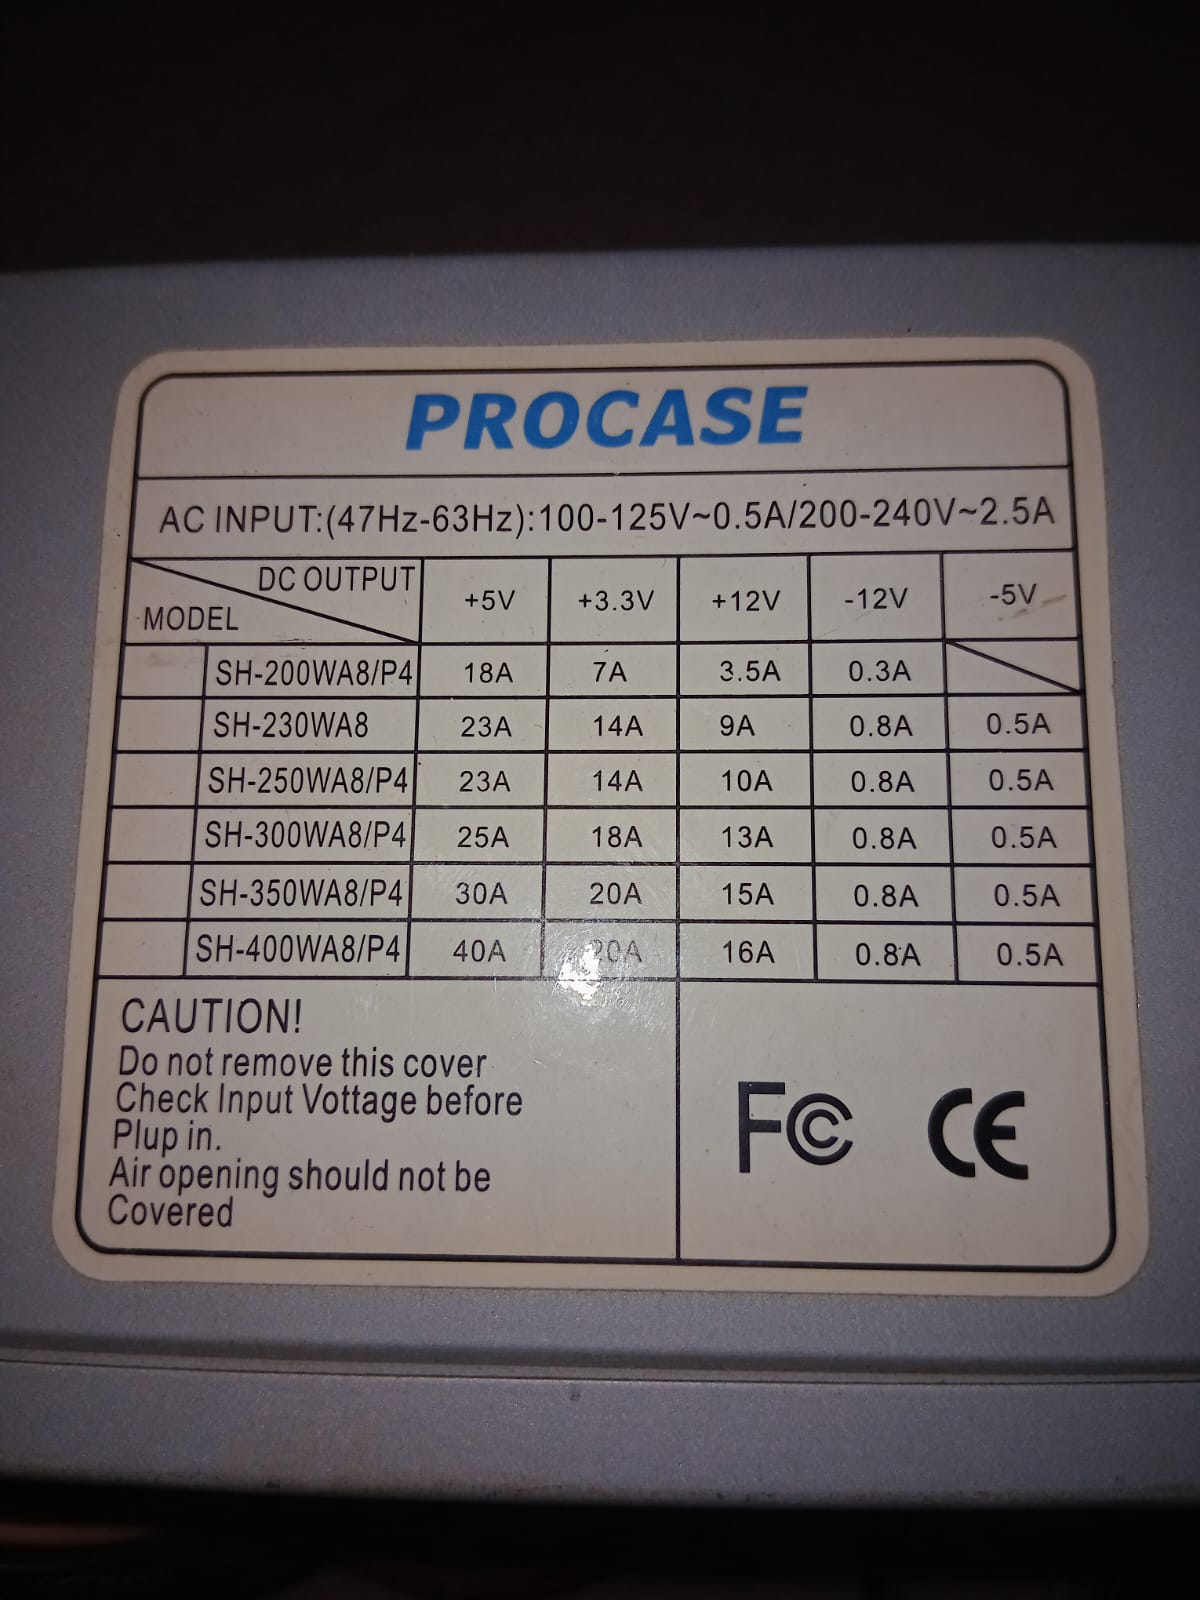 PROCASE
AC INPUT:(47Hz-63Hz):100-125V~0.5A/200-240V~2.5A
DC OUTPUT
MODEL
+5V +3.3V +12V -12V -5V
SH-200WA8/P4 18A 7A 3.5A 0.3A
SH-230WA8 23A 14A 9A 0.8A 0.5A
SH-250WA8/P4 23A 14A 10A 0.8A 0.5A
SH-300WA8/P4 25A 18A 13A 0.8A 0.5A
SH-350WA8/P4 30A 20A 15A 0.8A 0.5A
SH-400WA8/P4 40A 20A 16A 0.8A 0.5A
CAUTION!
Do not remove this cover
Check Input Vottage before
Plup in.
Air opening should not be
Covered
FC CE